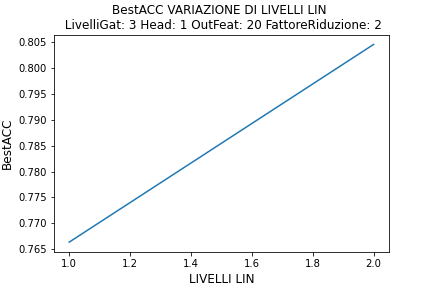 BestACC VARIAZIONE DI LIVELLI LIN
LivelliGat: 3 Head: 1 OutFeat: 20 FattoreRiduzione: 2
0.805
0.800
0.795
0.790
0.785
0.780
0.775
0.770
0.765
BestACC
1.0 1.2 1.4 1.6 1.8 2.0
LIVELLI LIN